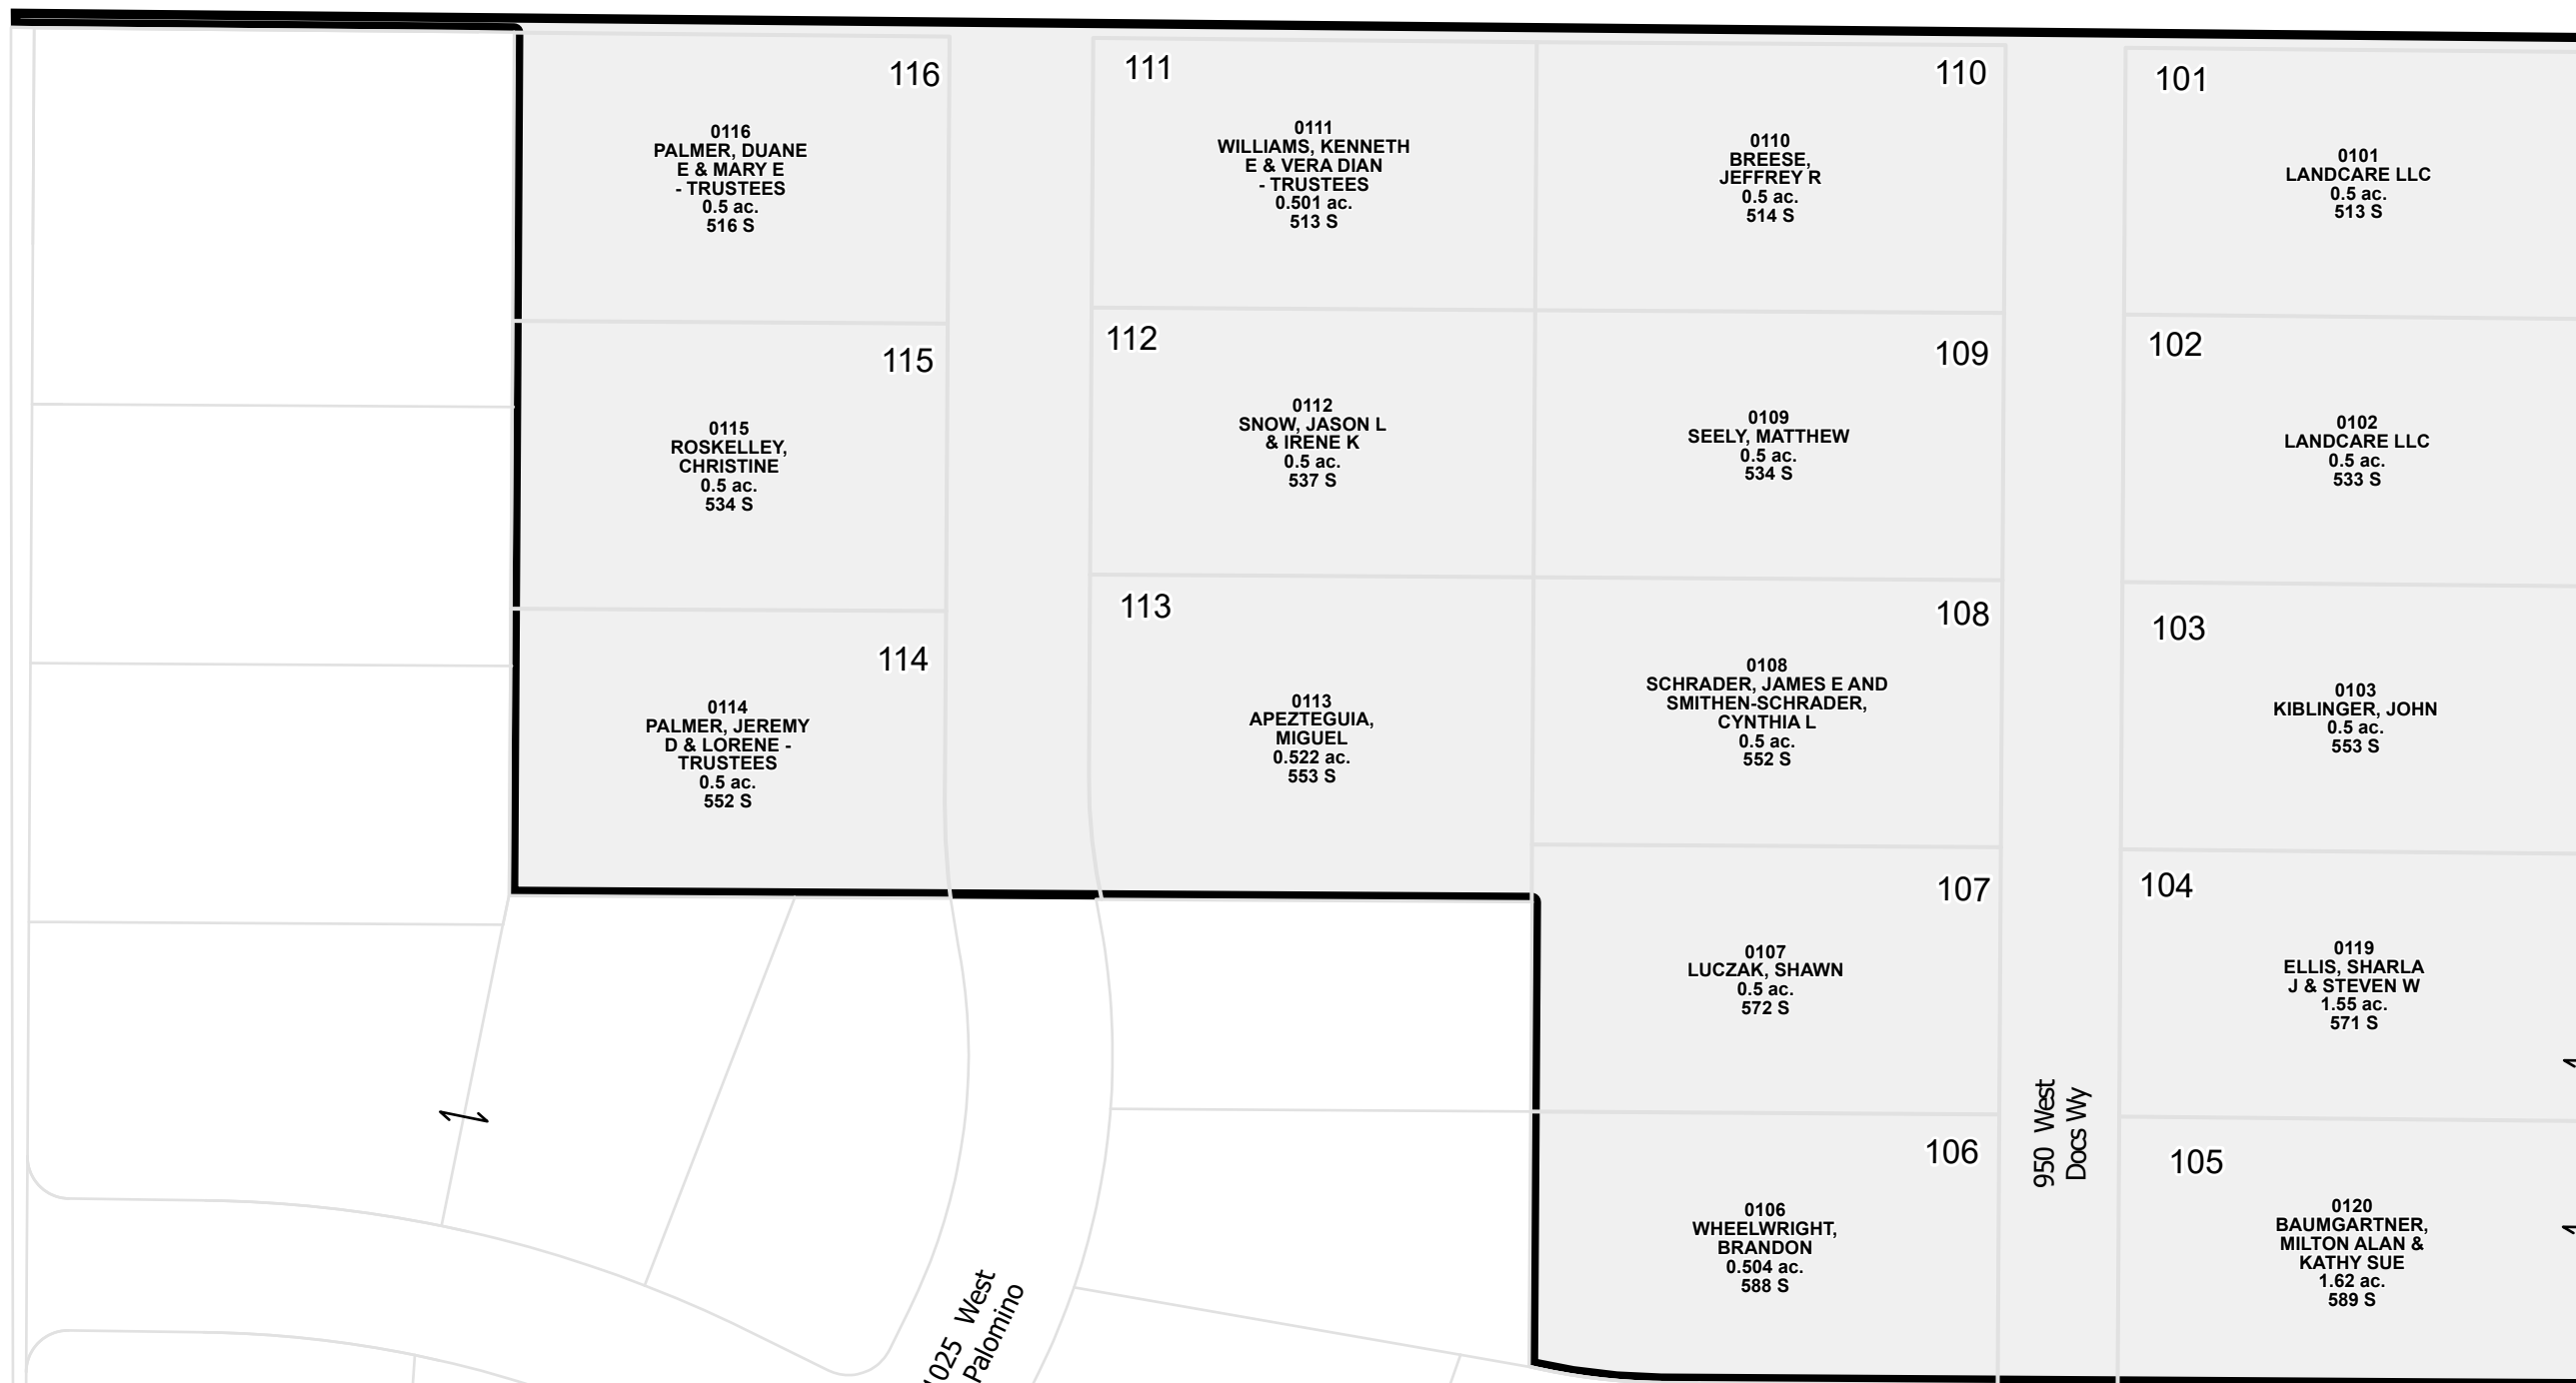 116
0116
PALMER, DUANE
E & MARY E
- TRUSTEES
0.5 ac.
516 S
111
0111
WILLIAMS, KENNETH
E & VERA DIAN
- TRUSTEES
0.501 ac.
513 S
110
0110
BREESE,
JEFFREY R
0.5 ac.
514 S
101
0101
LANDCARE LLC
0.5 ac.
513 S
115
0115
ROSKELLEY,
CHRISTINE
0.5 ac.
534 S
112
0112
SNOW, JASON L
& IRENE K
0.5 ac.
537 S
109
0109
SEELY, MATTHEW
0.5 ac.
534 S
102
0102
LANDCARE LLC
0.5 ac.
533 S
114
0114
PALMER, JEREMY
D & LORENE -
TRUSTEES
0.5 ac.
552 S
113
0113
APEZTEGUIA,
MIGUEL
0.522 ac.
553 S
108
0108
SCHRADER, JAMES E AND
SMITHEN-SCHRADER,
CYNTHIA L
0.5 ac.
552 S
103
0103
KIBLINGER, JOHN
0.5 ac.
553 S
107
0107
LUCZAK, SHAWN
0.5 ac.
572 S
104
0119
ELLIS, SHARLA
J & STEVEN W
1.55 ac.
571 S
106
0106
WHEELWRIGHT,
BRANDON
0.504 ac.
588 S
950 West
Docs Wy
105
0120
BAUMGARTNER,
MILTON ALAN &
KATHY SUE
1.62 ac.
589 S
1025 West
Palomino